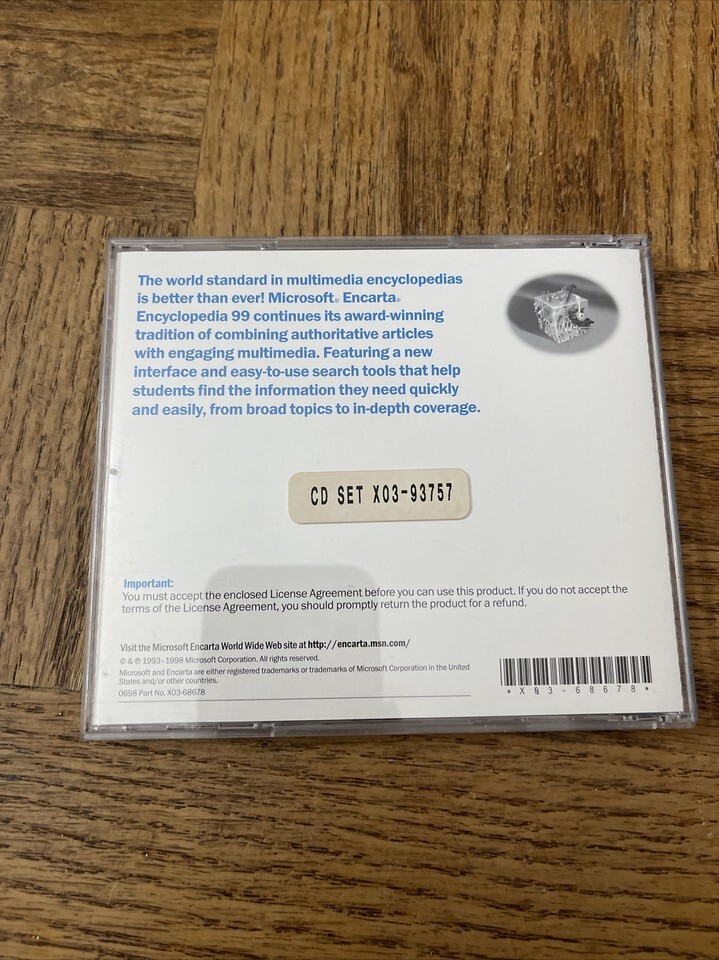 The world standard in multimedia encyclopedias
is better than ever! Microsoft® Encarta®
Encyclopedia 99 continues its award-winning
tradition of combining authoritative articles
with engaging multimedia. Featuring a new
interface and easy-to-use search tools that help
students find the information they need quickly
and easily, from broad topics to in-depth coverage.
CD SET X03-93757
Important:
You must accept the enclosed License Agreement before you can use this product. If you do not accept the
terms of the License Agreement, you should promptly return the product for a refund.
Visit the Microsoft Encarta World Wide Web site at http://encarta.msn.com/
© & ℗ 1993–1998 Microsoft Corporation. All rights reserved.
Microsoft and Encarta are either registered trademarks or trademarks of Microsoft Corporation in the United
States and/or other countries.
0698 Part No. X03-68678
*X03-68678*